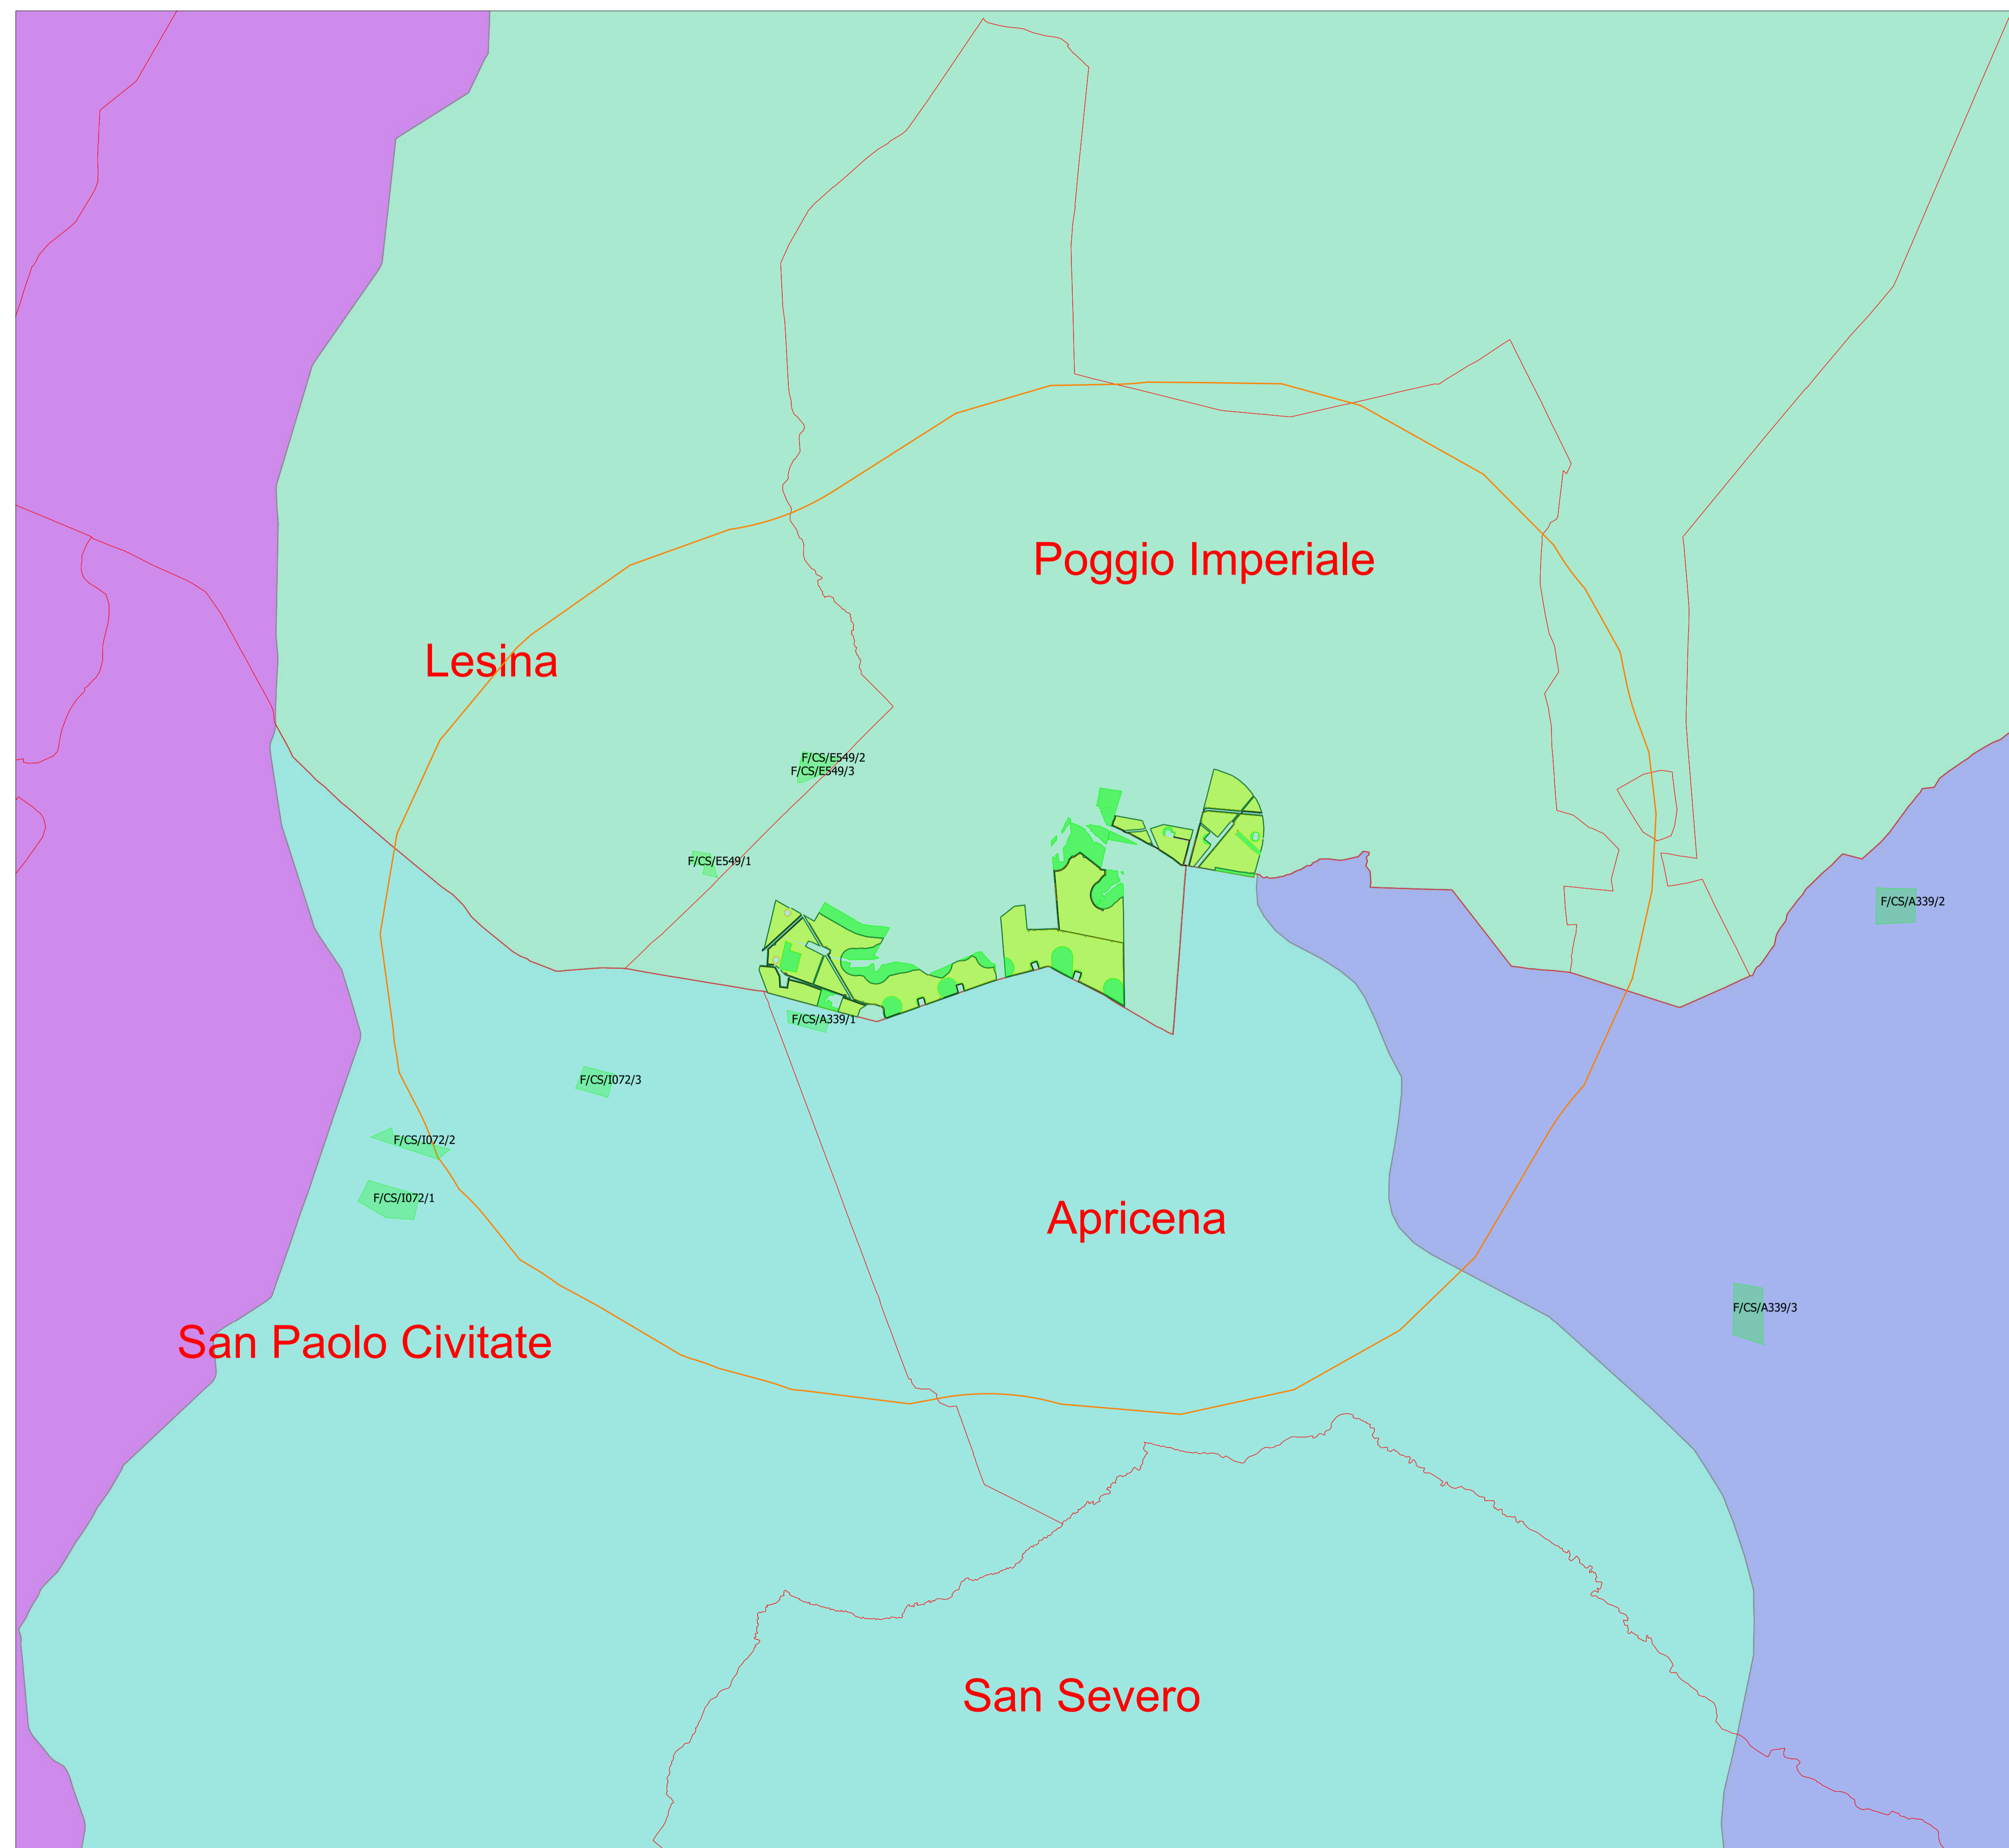 Poggio Imperiale
Lesina
F/CS/E549/2
F/CS/E549/3
F/CS/E549/1
F/CS/A339/2
F/CS/A339/1
F/CS/I072/3
F/CS/I072/2
F/CS/I072/1
Apricena
F/CS/A339/3
San Paolo Civitate
San Severo